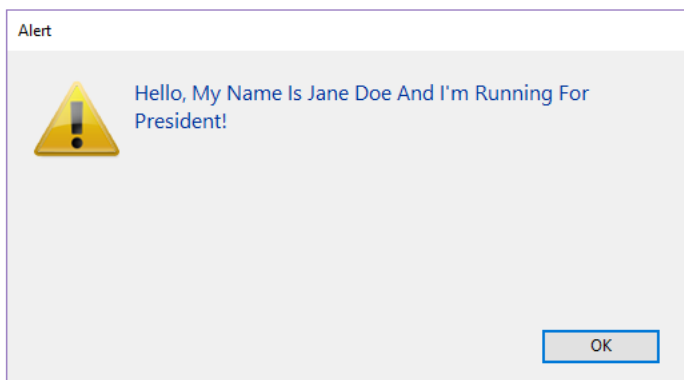 Alert
Hello, My Name Is Jane Doe And I'm Running For
President!
OK